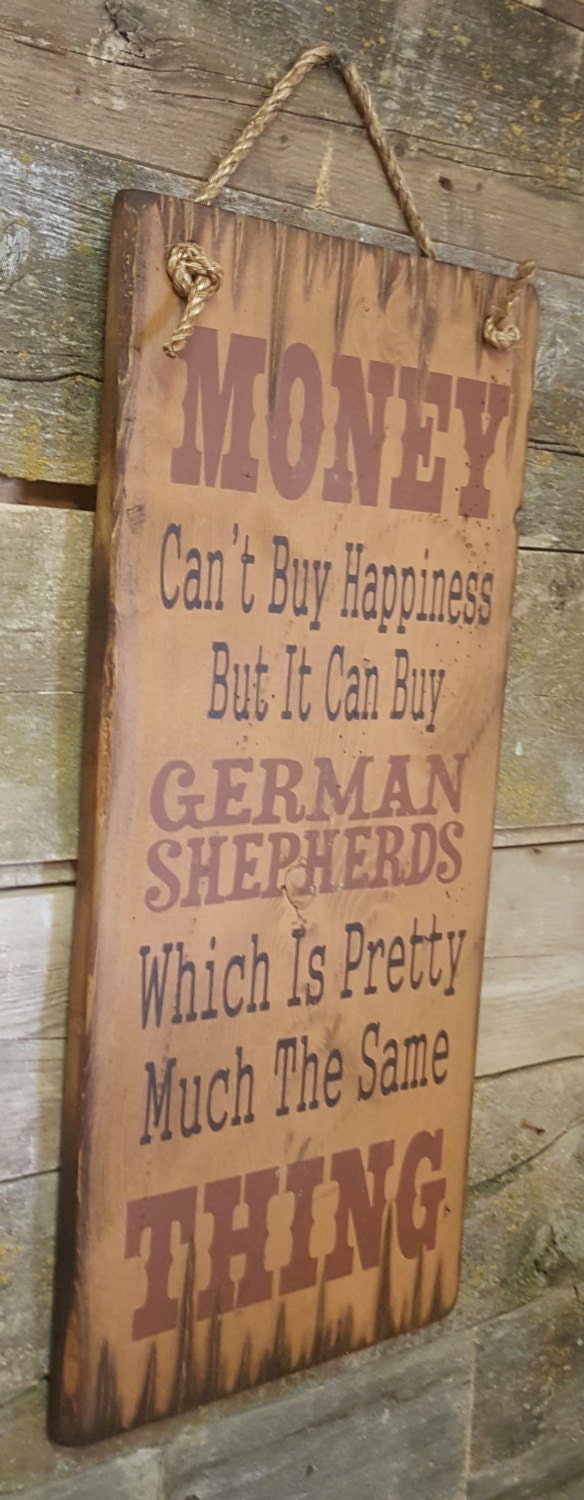 MONEY
Can't Buy Happiness
But It Can Buy
GERMAN
SHEPHERDS
Which Is Pretty
Much The Same
THING